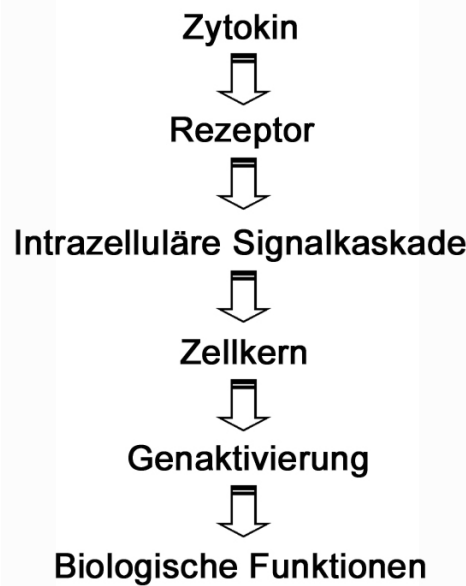 Zytokin
Rezeptor
Intrazelluläre Signalkaskade
Zellkern
Genaktivierung
Biologische Funktionen